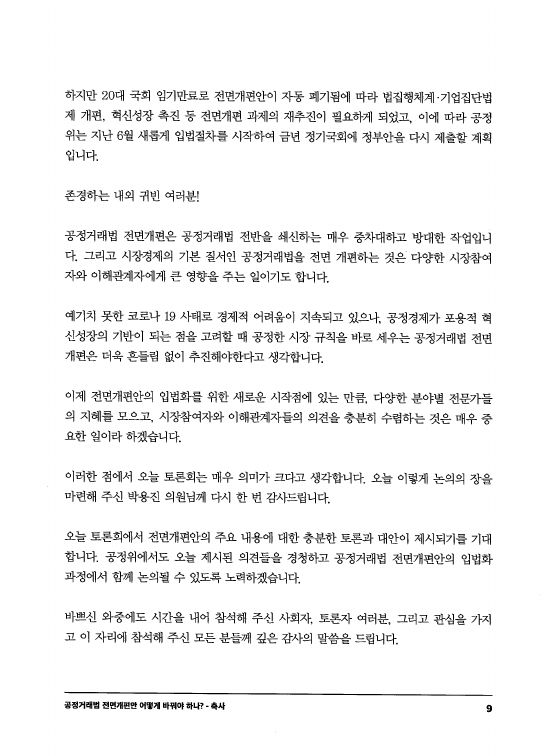 하지만 20대 국회 임기만료로 전면개편안이 자동 폐기됨에 따라 법집행체계·기업집단법
제 개편, 혁신성장 촉진 등 전면개편 과제의 재추진이 필요하게 되었고, 이에 따라 공정
위는 지난 6월 새롭게 입법절차를 시작하여 금년 정기국회에 정부안을 다시 제출할 계획
입니다.
존경하는 내외 귀빈 여러분!
공정거래법 전면개편은 공정거래법 전반을 쇄신하는 매우 중차대하고 방대한 작업입니
다. 그리고 시장경제의 기본 질서인 공정거래법을 전면 개편하는 것은 다양한 시장참여
자와 이해관계자에게 큰 영향을 주는 일이기도 합니다.
예기치 못한 코로나 19 사태로 경제적 어려움이 지속되고 있으나, 공정경제가 포용적 혁
신성장의 기반이 되는 점을 고려할 때 공정한 시장 규칙을 바로 세우는 공정거래법 전면
개편은 더욱 흔들림 없이 추진해야한다고 생각합니다.
이제 전면개편안의 입법화를 위한 새로운 시작점에 있는 만큼, 다양한 분야별 전문가들
의 지혜를 모으고, 시장참여자와 이해관계자들의 의견을 충분히 수렴하는 것은 매우 중
요한 일이라 하겠습니다.
이러한 점에서 오늘 토론회는 매우 의미가 크다고 생각합니다. 오늘 이렇게 논의의 장을
마련해 주신 박용진 의원님께 다시 한 번 감사드립니다.
오늘 토론회에서 전면개편안의 주요 내용에 대한 충분한 토론과 대안이 제시되기를 기대
합니다. 공정위에서도 오늘 제시된 의견들을 경청하고 공정거래법 전면개편안의 입법화
과정에서 함께 논의될 수 있도록 노력하겠습니다.
바쁘신 와중에도 시간을 내어 참석해 주신 사회자, 토론자 여러분, 그리고 관심을 가지
고 이 자리에 참석해 주신 모든 분들께 깊은 감사의 말씀을 드립니다.
공정거래법 전면개편안 어떻게 바꿔야 하나? - 축사
9